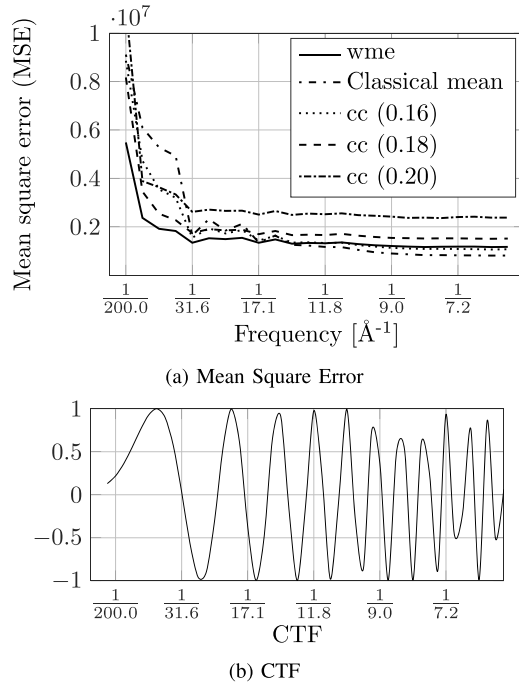 ·10^7
Mean square error (MSE)
1
0.8
0.6
0.4
0.2
wme
Classical mean
cc (0.16)
cc (0.18)
cc (0.20)
1/200.0 1/31.6 1/17.1 1/11.8 1/9.0 1/7.2
Frequency [Å-1]
(a) Mean Square Error
1
0.5
0
−0.5
−1
1/200.0 1/31.6 1/17.1 1/11.8 1/9.0 1/7.2
CTF
(b) CTF